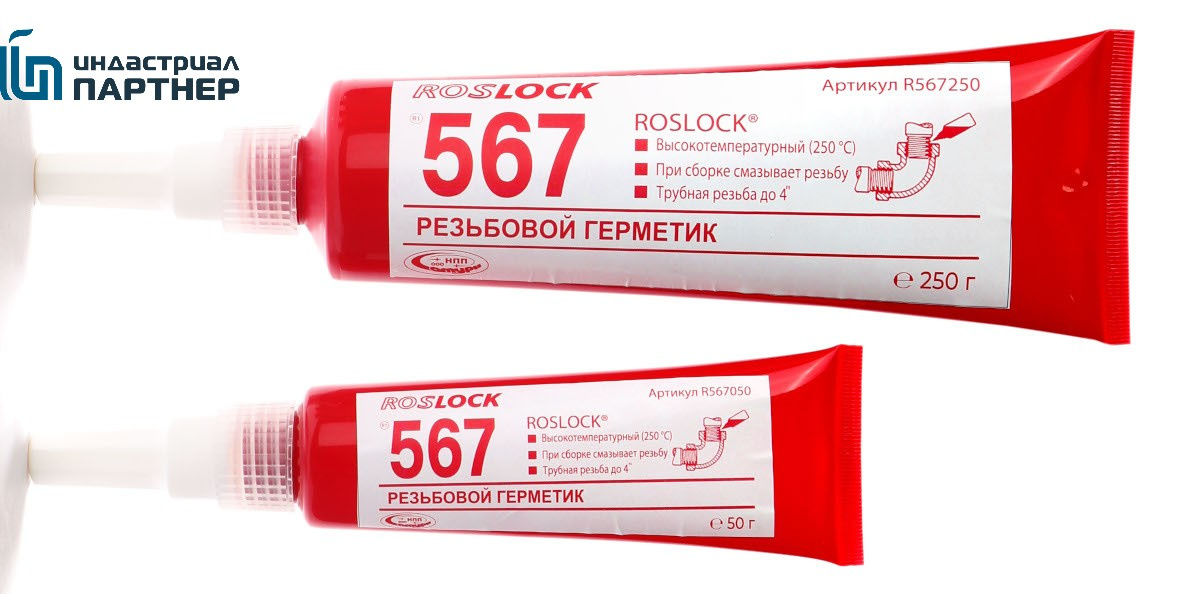 ИНДАСТРИАЛ
ПАРТНЕР
ROSLOCK
Артикул R567250
567
ROSLOCK®
Высокотемпературный (250 °C)
При сборке смазывает резьбу
Трубная резьба до 4"
РЕЗЬБОВОЙ ГЕРМЕТИК
НПП
ООО
℮ 250 г
ROSLOCK
Артикул R567050
567
ROSLOCK®
Высокотемпературный (250 °C)
При сборке смазывает резьбу
Трубная резьба до 4"
РЕЗЬБОВОЙ ГЕРМЕТИК
НПП
℮ 50 г